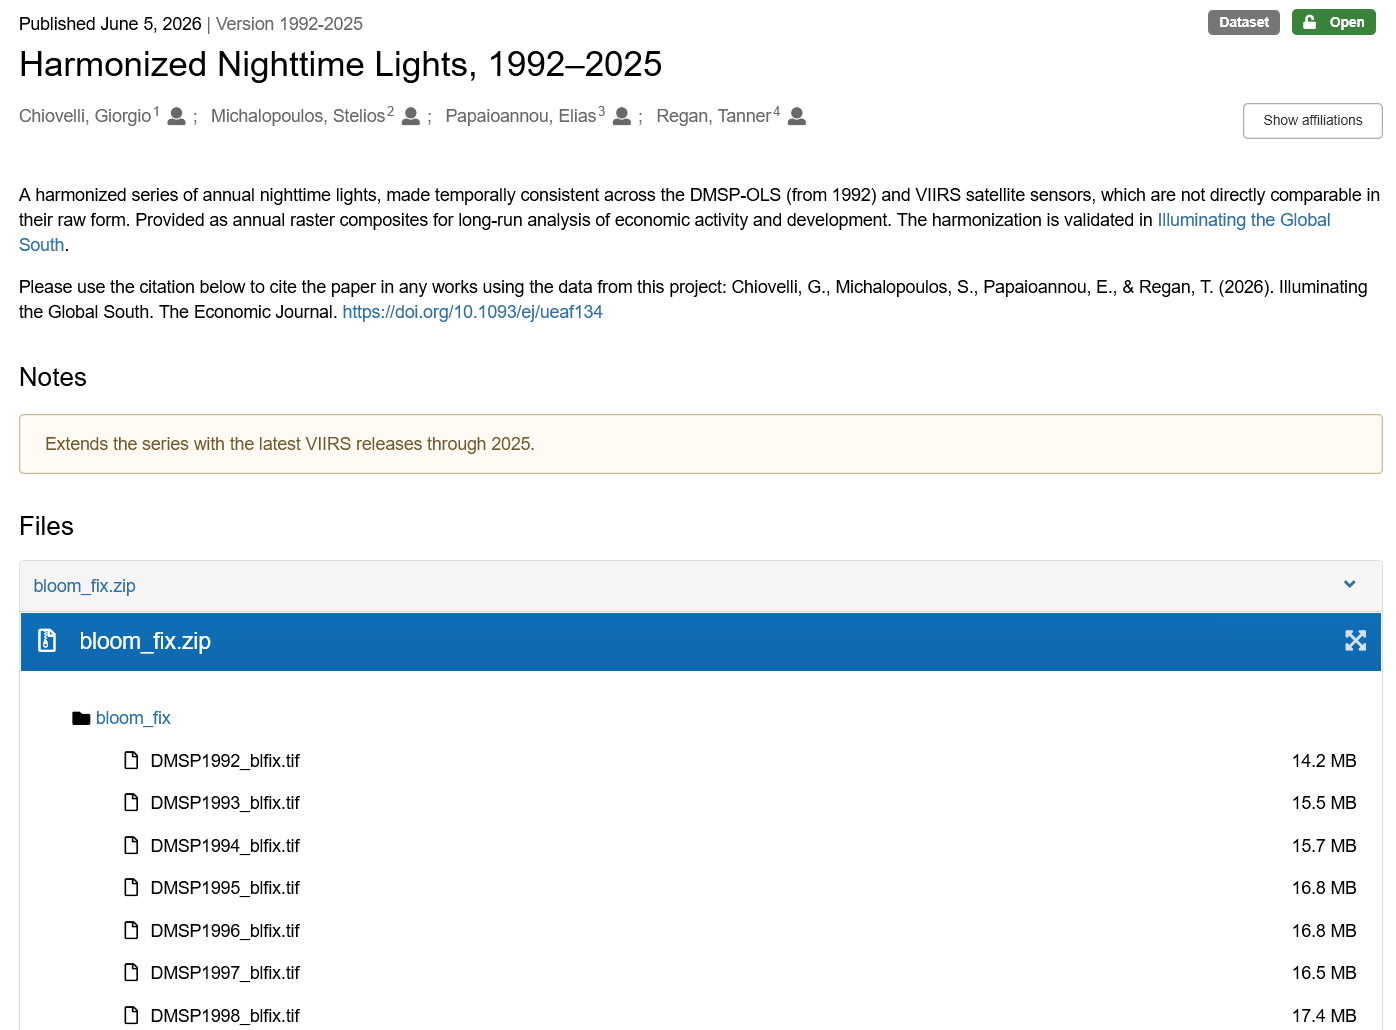 Published June 5, 2026 | Version 1992-2025
Dataset
Open
Harmonized Nighttime Lights, 1992–2025
Chiovelli, Giorgio1 ; Michalopoulos, Stelios2 ; Papaioannou, Elias3 ; Regan, Tanner4
Show affiliations
A harmonized series of annual nighttime lights, made temporally consistent across the DMSP-OLS (from 1992) and VIIRS satellite sensors, which are not directly comparable in
their raw form. Provided as annual raster composites for long-run analysis of economic activity and development. The harmonization is validated in Illuminating the Global
South.
Please use the citation below to cite the paper in any works using the data from this project: Chiovelli, G., Michalopoulos, S., Papaioannou, E., & Regan, T. (2026). Illuminating
the Global South. The Economic Journal. https://doi.org/10.1093/ej/ueaf134
Notes
Extends the series with the latest VIIRS releases through 2025.
Files
bloom_fix.zip
bloom_fix.zip
bloom_fix
DMSP1992_blfix.tif 14.2 MB
DMSP1993_blfix.tif 15.5 MB
DMSP1994_blfix.tif 15.7 MB
DMSP1995_blfix.tif 16.8 MB
DMSP1996_blfix.tif 16.8 MB
DMSP1997_blfix.tif 16.5 MB
DMSP1998_blfix.tif 17.4 MB